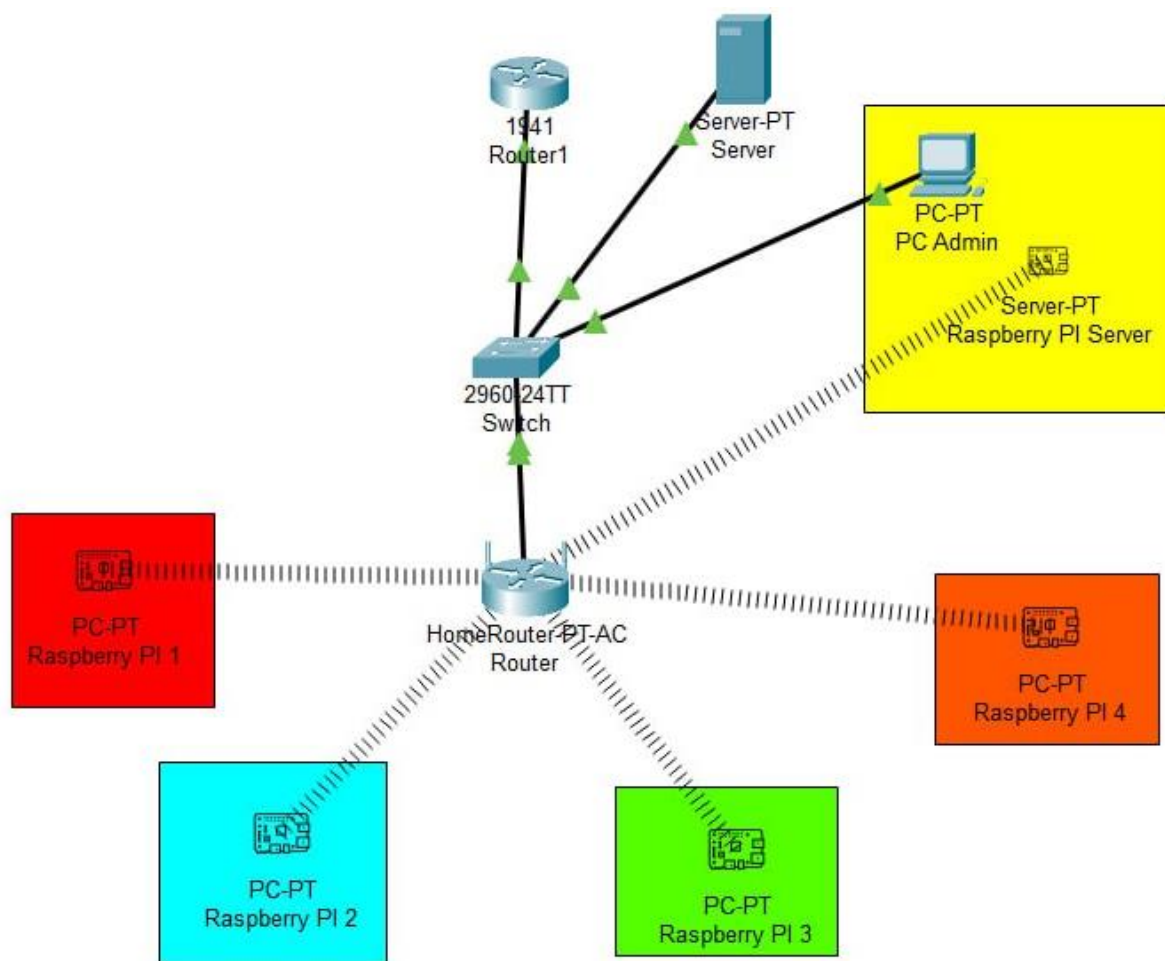 1941
Router1
Server-PT
Server
PC-PT
PC Admin
Server-PT
Raspberry PI Server
2960-24TT
Switch
HomeRouter-PT-AC
Router
PC-PT
Raspberry PI 1
PC-PT
Raspberry PI 4
PC-PT
Raspberry PI 2
PC-PT
Raspberry PI 3